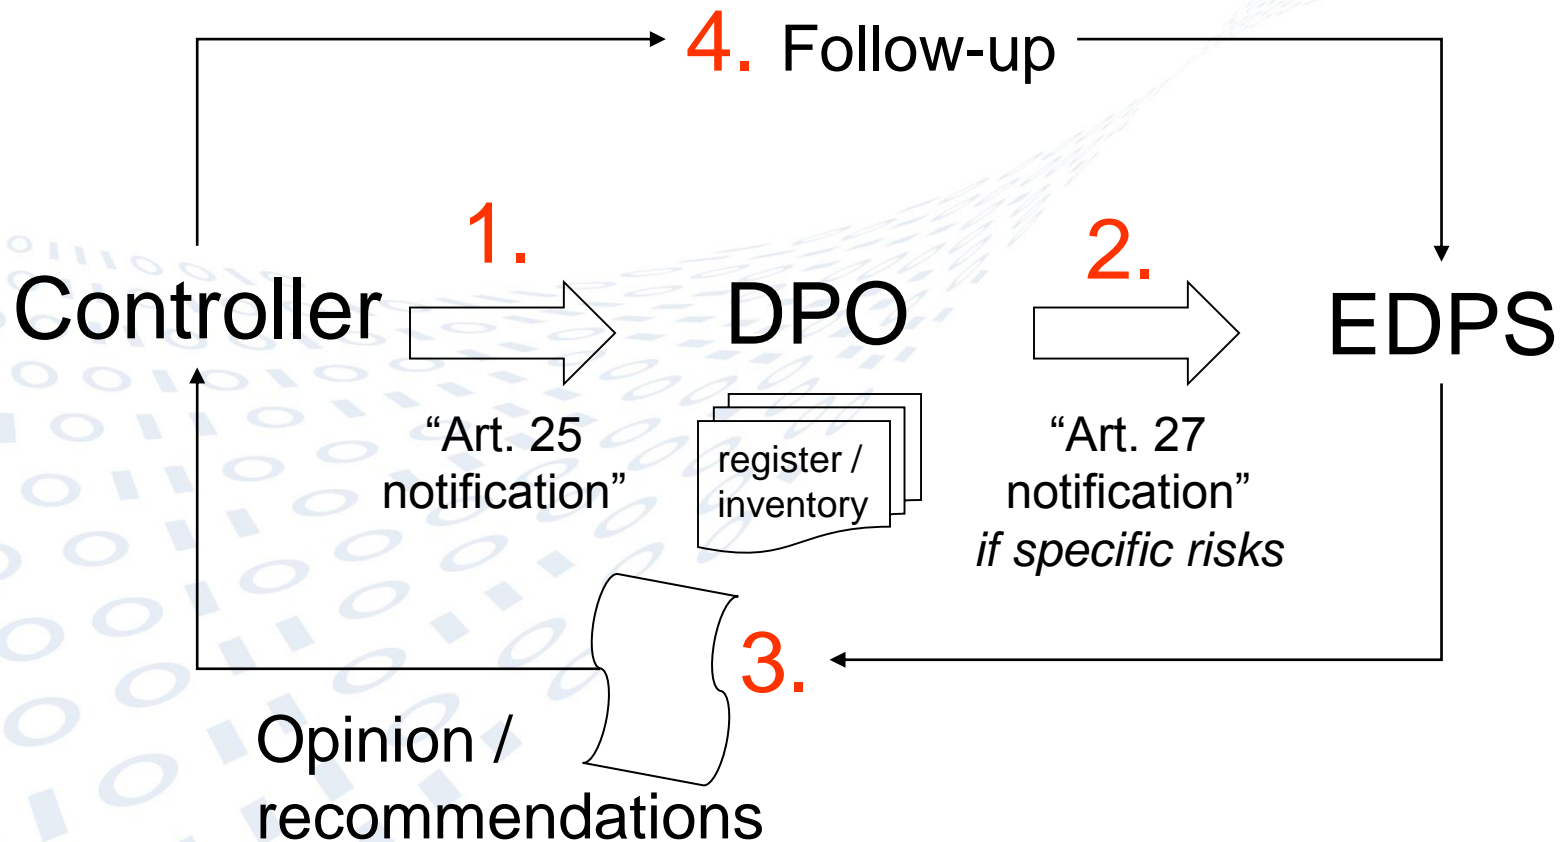 4. Follow-up
1.
2.
Controller
DPO
EDPS
“Art. 25
notification”
register /
inventory
“Art. 27
notification”
if specific risks
3.
Opinion /
recommendations